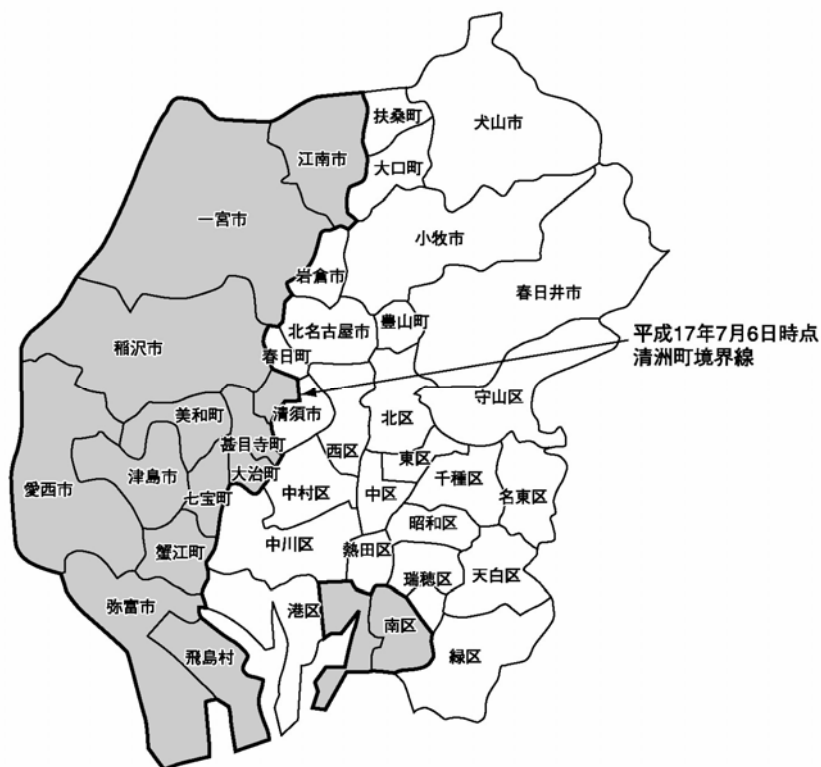 扶桑町
犬山市
江南市
大口町
一宮市
小牧市
岩倉市
春日井市
豊山町
北名古屋市
平成17年7月6日時点
清洲町境界線
稲沢市
春日町
守山区
美和町
清須市
北区
甚目寺町
西区
東区
津島市
大治町
千種区
愛西市
七宝町
中村区
中区
名東区
昭和区
蟹江町
中川区
熱田区
瑞穂区
天白区
弥富市
港区
南区
飛島村
緑区